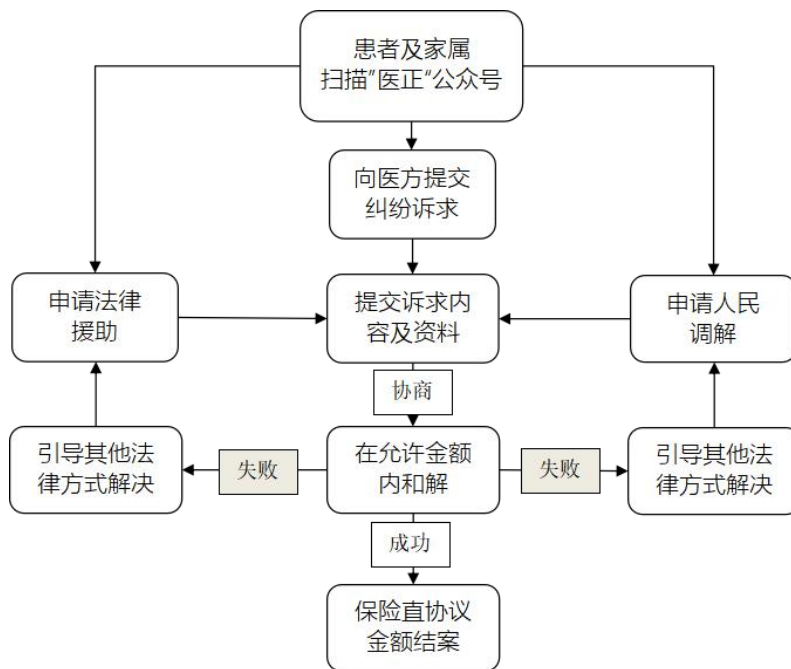 患者及家属
扫描"医正"公众号
向医方提交
纠纷诉求
申请法律
援助
提交诉求内
容及资料
申请人民
调解
协商
引导其他法
律方式解决
失败
在允许金额
内和解
失败
引导其他法
律方式解决
成功
保险直协议
金额结案